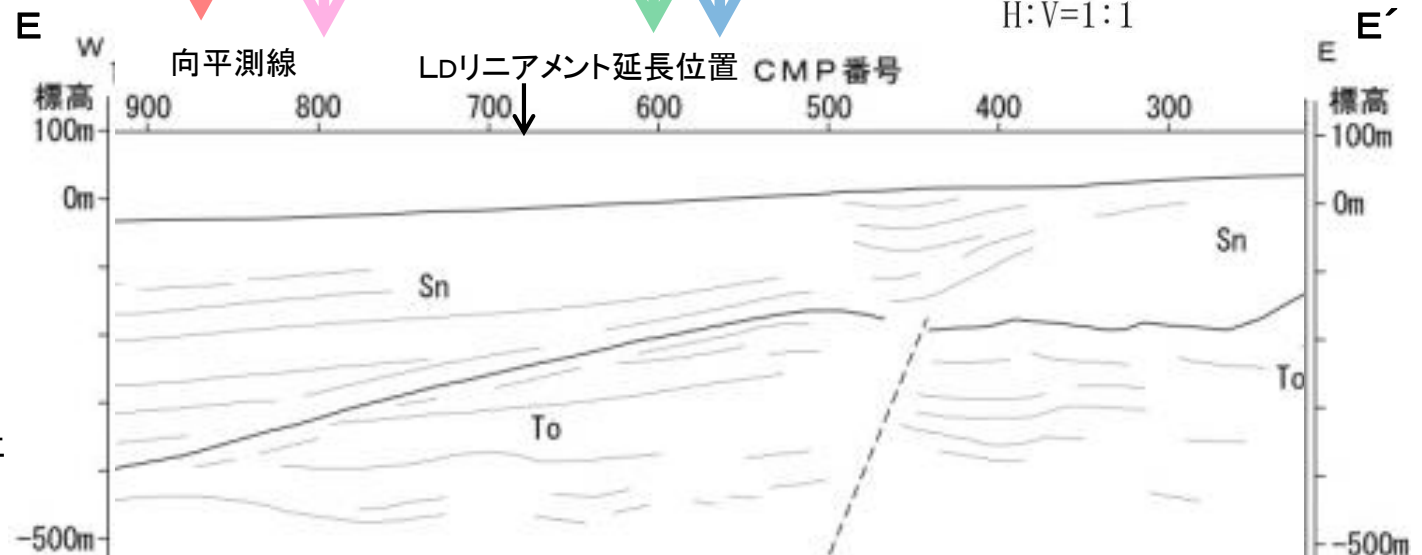 E
H:V=1:1
E´
W
向平測線
LDリニアメント延長位置
CMP番号
E
標高
900
800
700
600
500
400
300
標高
100m
100m
0m
0m
Sn
Sn
To
To
-500m
-500m